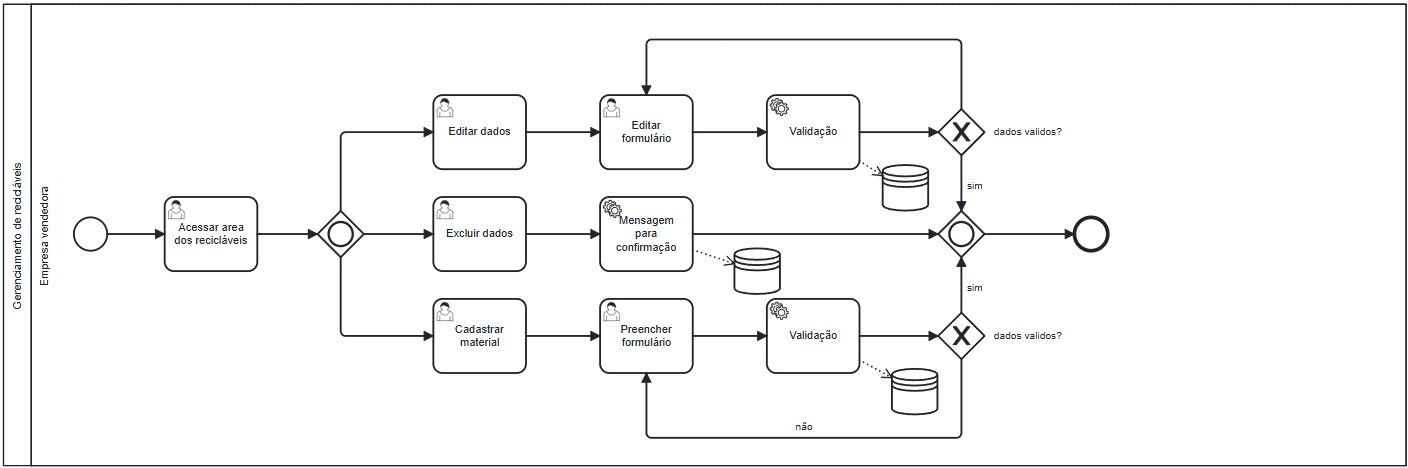 Gerenciamento de recicláveis
Empresa vendedora
Acessar area
dos recicláveis
Editar dados
Editar
formulário
Validação
dados validos?
sim
Excluir dados
Mensagem
para
confirmação
sim
Cadastrar
material
Preencher
formulário
Validação
dados validos?
não